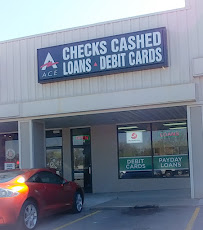 CHECKS CASHED
LOANS - DEBIT CARDS
A
ACE
DEBIT
CARDS
PAYDAY
LOANS